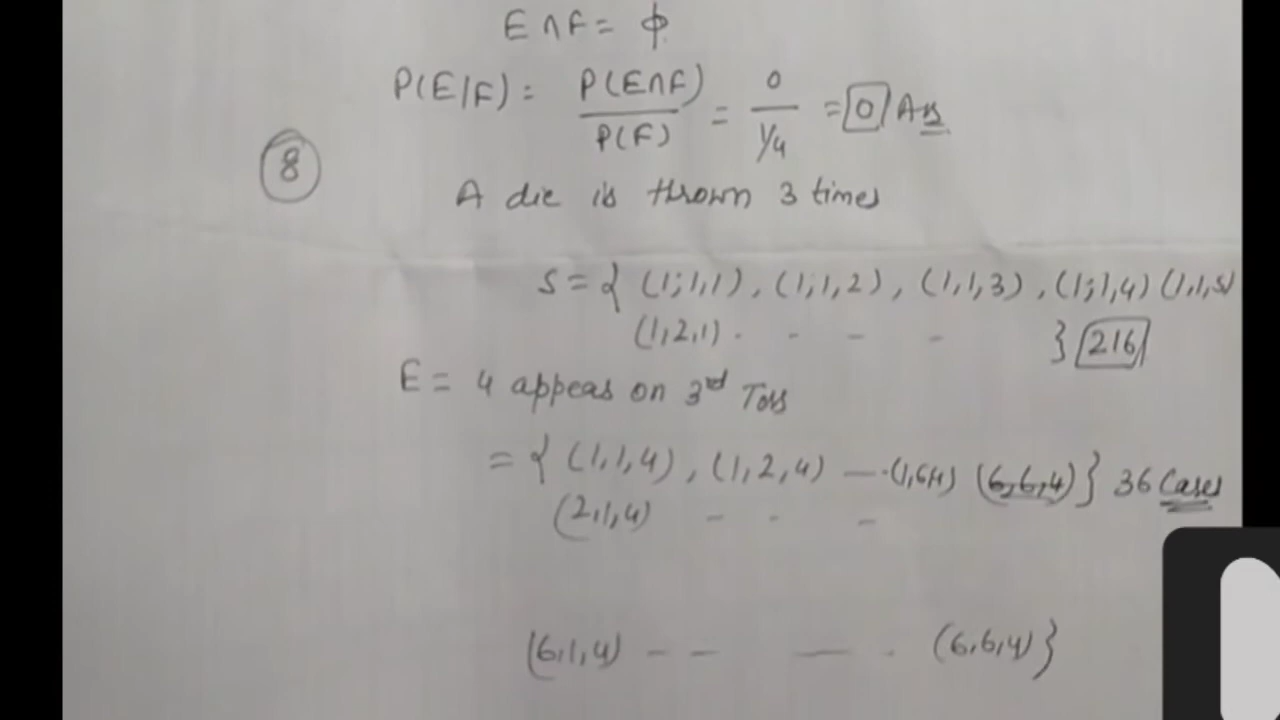 E ∩ F = ϕ
P(E/F) = P(E∩F)/P(F) = 0/(1/4) = 0 Ans
8
A die is thrown 3 times
S = { (1,1,1), (1,1,2), (1,1,3), (1,1,4) (1,1,5)
(1,2,1) . - - - } 216
E = 4 appeas on 3rd Toss
= { (1,1,4), (1,2,4) — -(1,6,4) (6,6,4) } 36 Cases
(2,1,4) - - -
(6,1,4) - - — . (6,6,4) }